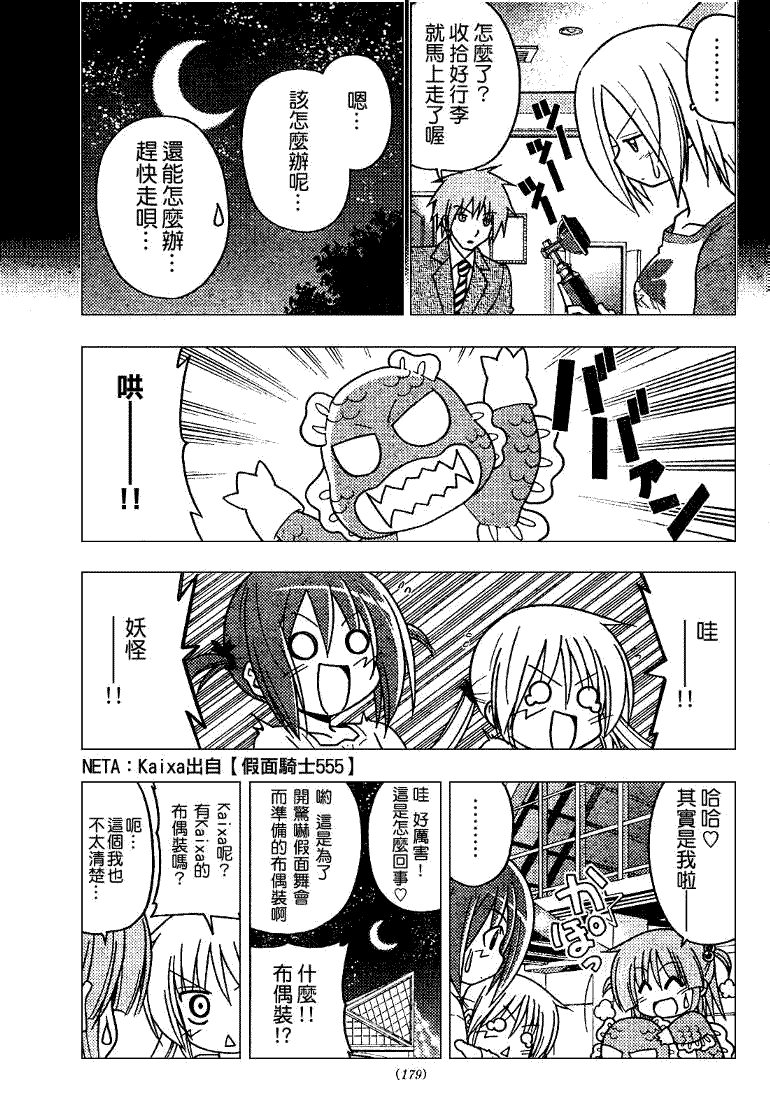 ………
怎麼了?
收拾好行李
就馬上走了喔
嗯…
該怎麼辦呢…
還能怎麼辦…
趕快走唄…
哄——!!
哇——!!
妖怪——!!
NETA：Kaixa出自【假面騎士555】
哈哈♡
其實是我啦——
かぽっ
………
哇 好厲害!
這是怎麼回事♡
喲 這是為了
開驚嚇假面舞會
而準備的布偶裝啊
什麼!!
布偶裝!?
Kaixa呢?
有Kaixa的
布偶裝嗎?
呃…
這個我也
不太清楚…
(179)